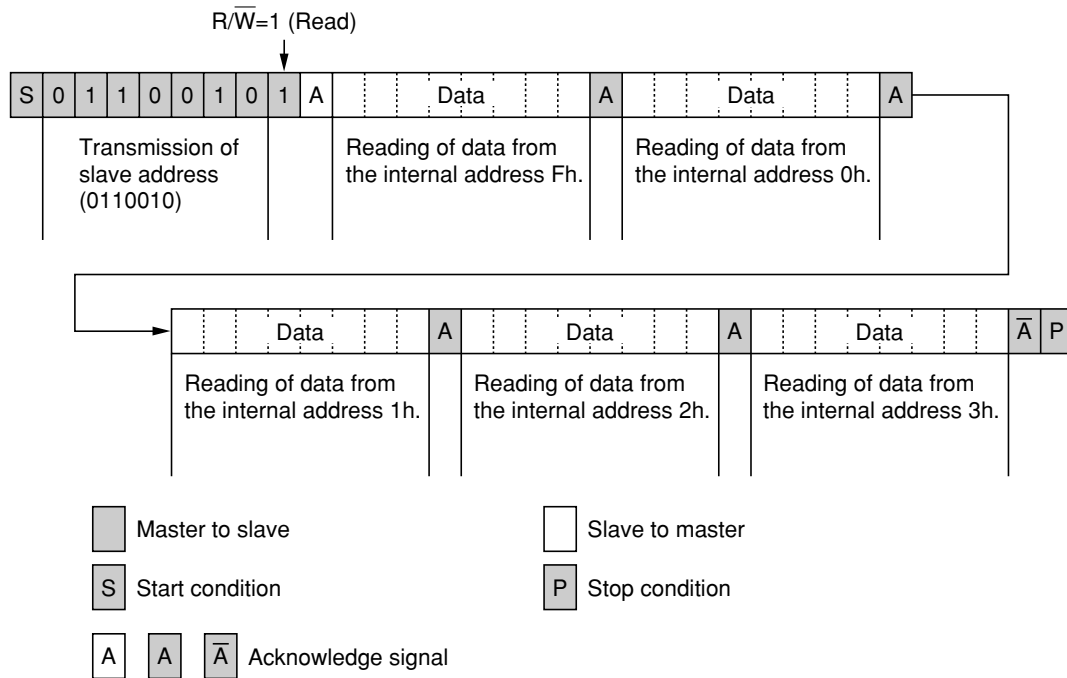 R/W̅=1 (Read)
S 0 1 1 0 0 1 0 1 A Data A Data A
Transmission of slave address (0110010)
Reading of data from the internal address Fh.
Reading of data from the internal address 0h.
Data A Data A Data A̅ P
Reading of data from the internal address 1h.
Reading of data from the internal address 2h.
Reading of data from the internal address 3h.
Master to slave
Slave to master
S Start condition
P Stop condition
A A A̅ Acknowledge signal